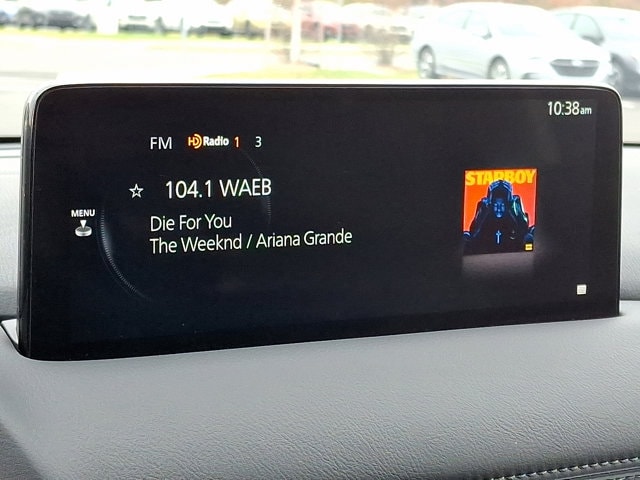 10:38am
FM HD Radio 1 3
☆ 104.1 WAEB
MENU
Die For You
The Weeknd / Ariana Grande
STARBOY